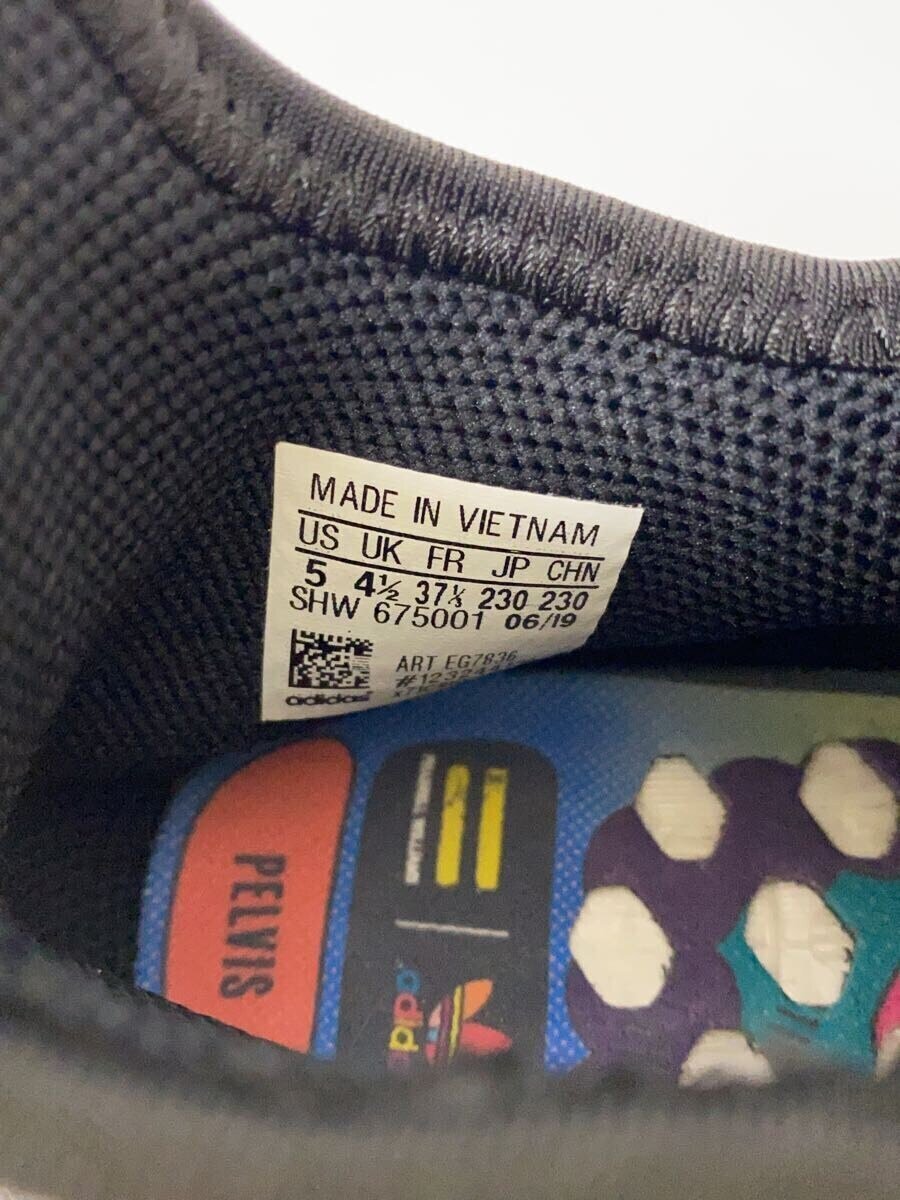 MADE IN VIETNAM
US UK FR JP CHN
5 4½ 37⅓ 230 230
SHW 675001 06/19
ART EG7836
adidas
PELVIS